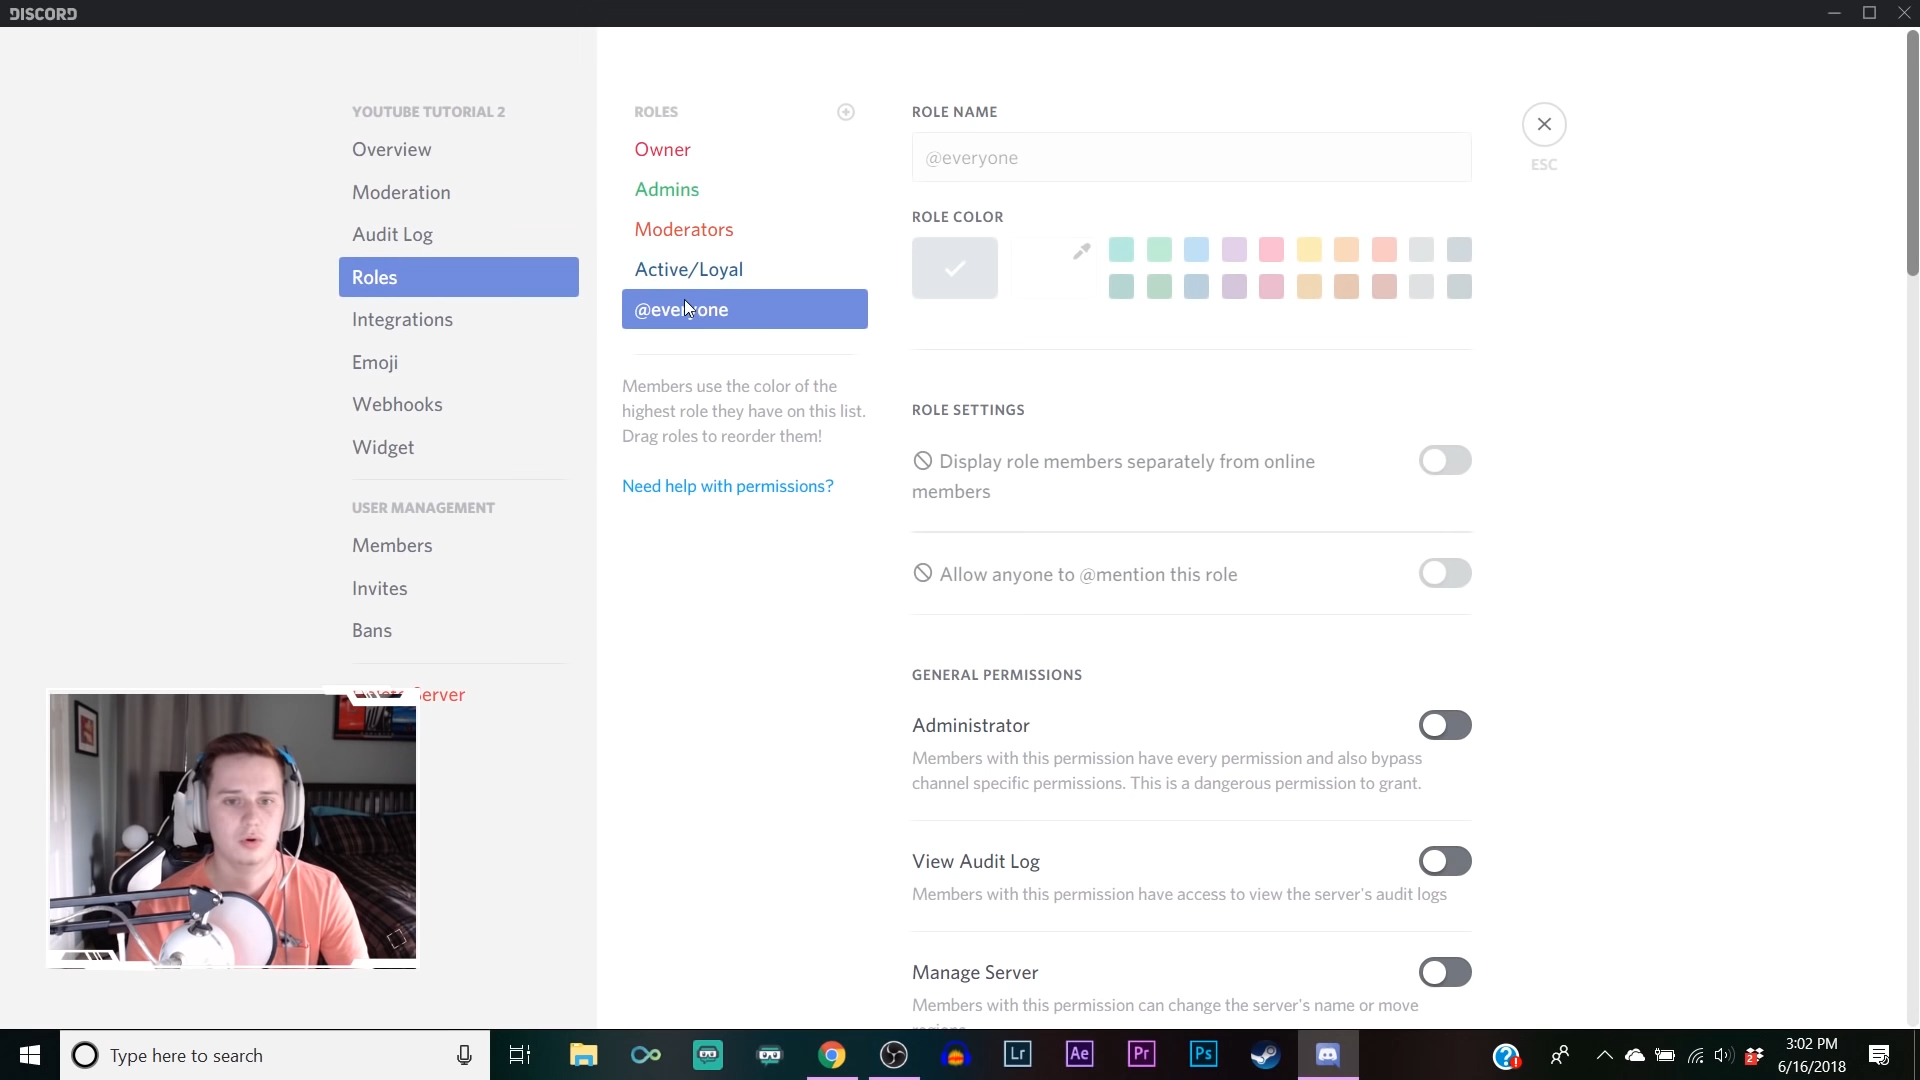 DISCORD
YOUTUBE TUTORIAL 2
Overview
Moderation
Audit Log
Roles
Integrations
Emoji
Webhooks
Widget
USER MANAGEMENT
Members
Invites
Bans
Server
ROLES
Owner
Admins
Moderators
Active/Loyal
@everyone
Members use the color of the
highest role they have on this list.
Drag roles to reorder them!
Need help with permissions?
ROLE NAME
@everyone
ROLE COLOR
ROLE SETTINGS
Display role members separately from online
members
Allow anyone to @mention this role
GENERAL PERMISSIONS
Administrator
Members with this permission have every permission and also bypass
channel specific permissions. This is a dangerous permission to grant.
View Audit Log
Members with this permission have access to view the server's audit logs
Manage Server
Members with this permission can change the server's name or move
ESC
Type here to search
Lr
Ae
Pr
Ps
3:02 PM
6/16/2018